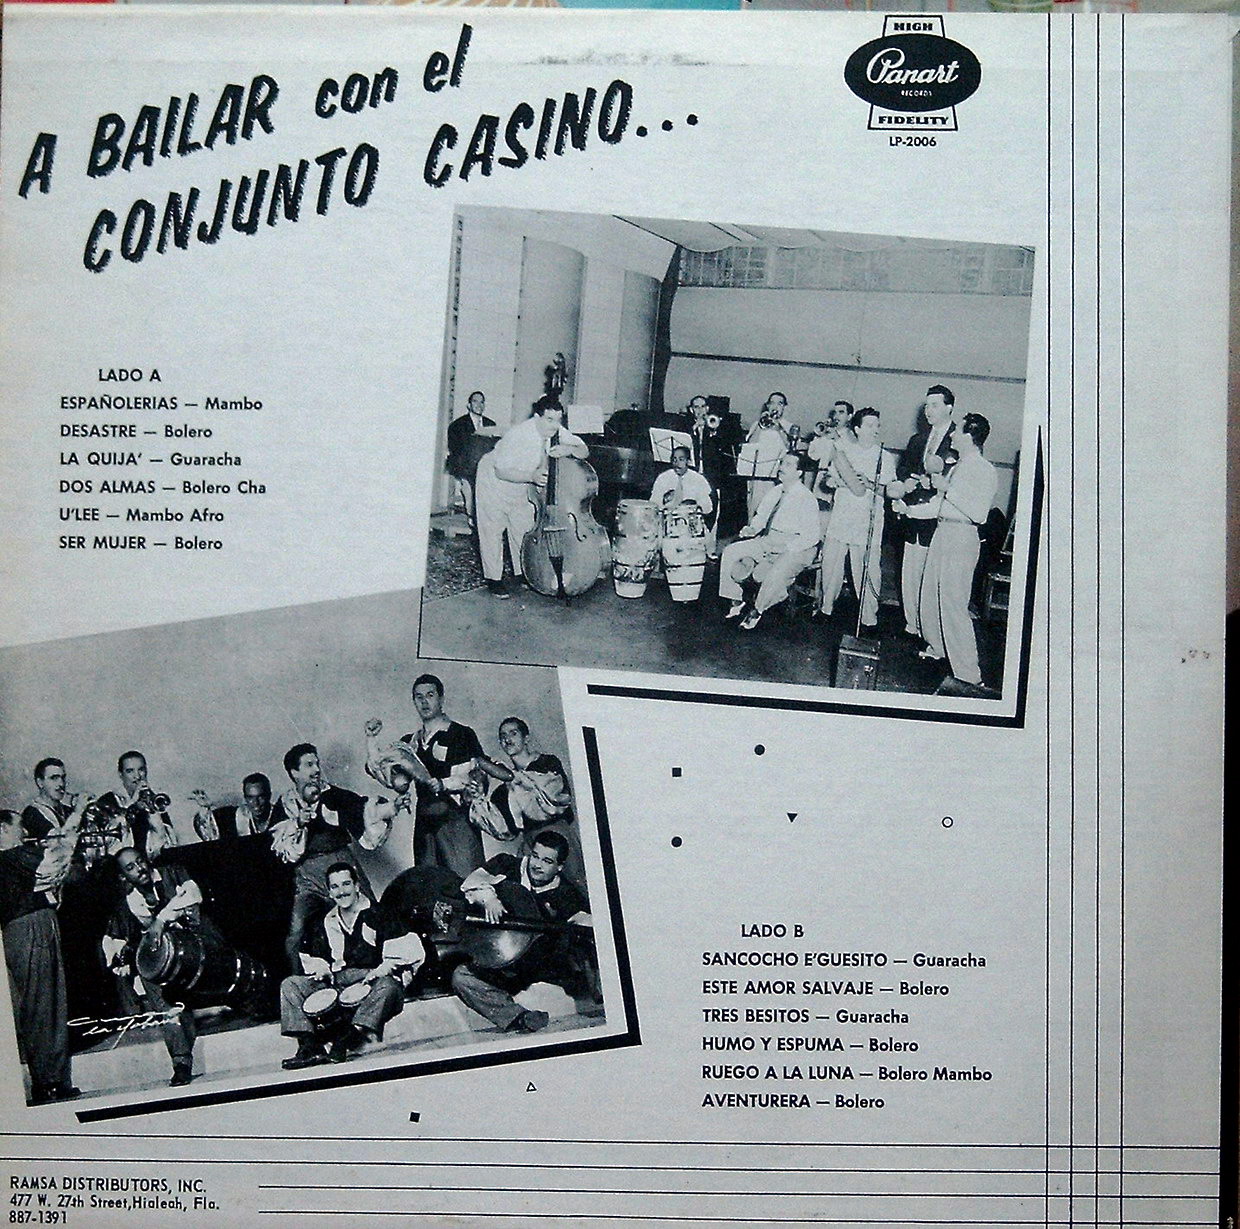 A BAILAR con el
CONJUNTO CASINO...
HIGH
Panart
RECORDS
FIDELITY
LP-2006
LADO A
ESPAÑOLERIAS — Mambo
DESASTRE — Bolero
LA QUIJA' — Guaracha
DOS ALMAS — Bolero Cha
U'LEE — Mambo Afro
SER MUJER — Bolero
LADO B
SANCOCHO E'GUESITO — Guaracha
ESTE AMOR SALVAJE — Bolero
TRES BESITOS — Guaracha
HUMO Y ESPUMA — Bolero
RUEGO A LA LUNA — Bolero Mambo
AVENTURERA — Bolero
RAMSA DISTRIBUTORS, INC.
477 W. 27th Street,Hialeah, Fla.
887-1391